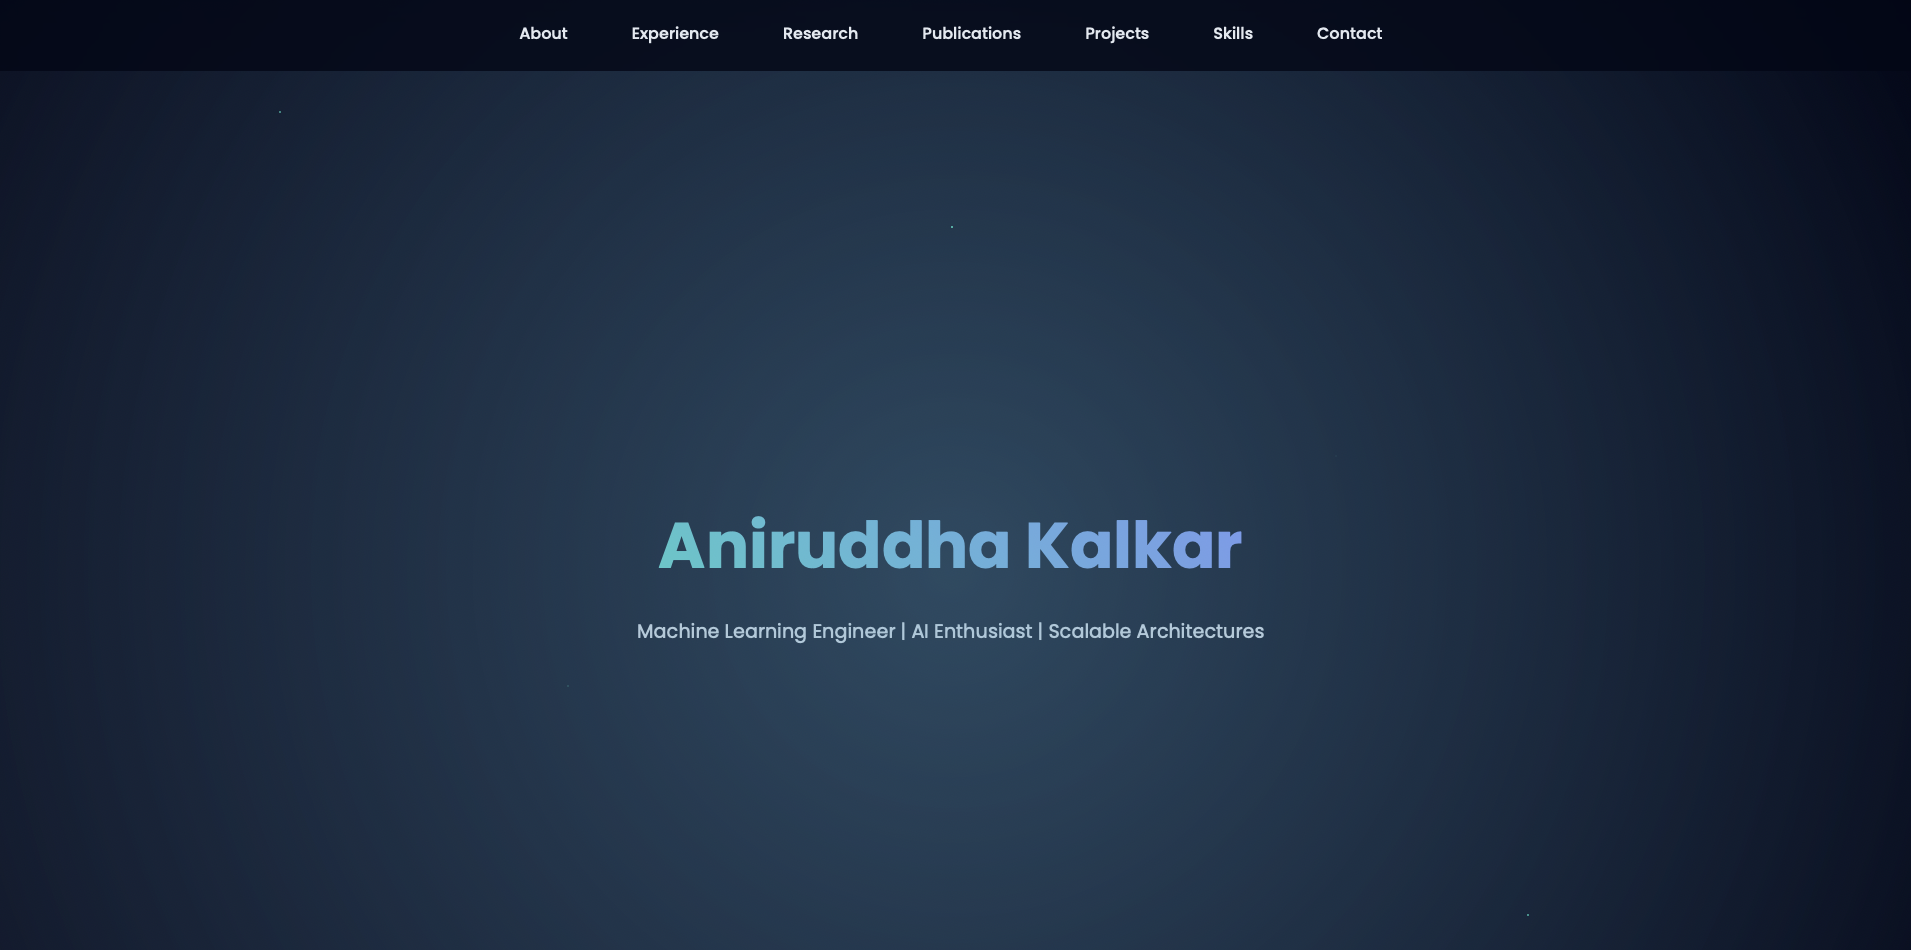 About Experience Research Publications Projects Skills Contact
Aniruddha Kalkar
Machine Learning Engineer | AI Enthusiast | Scalable Architectures